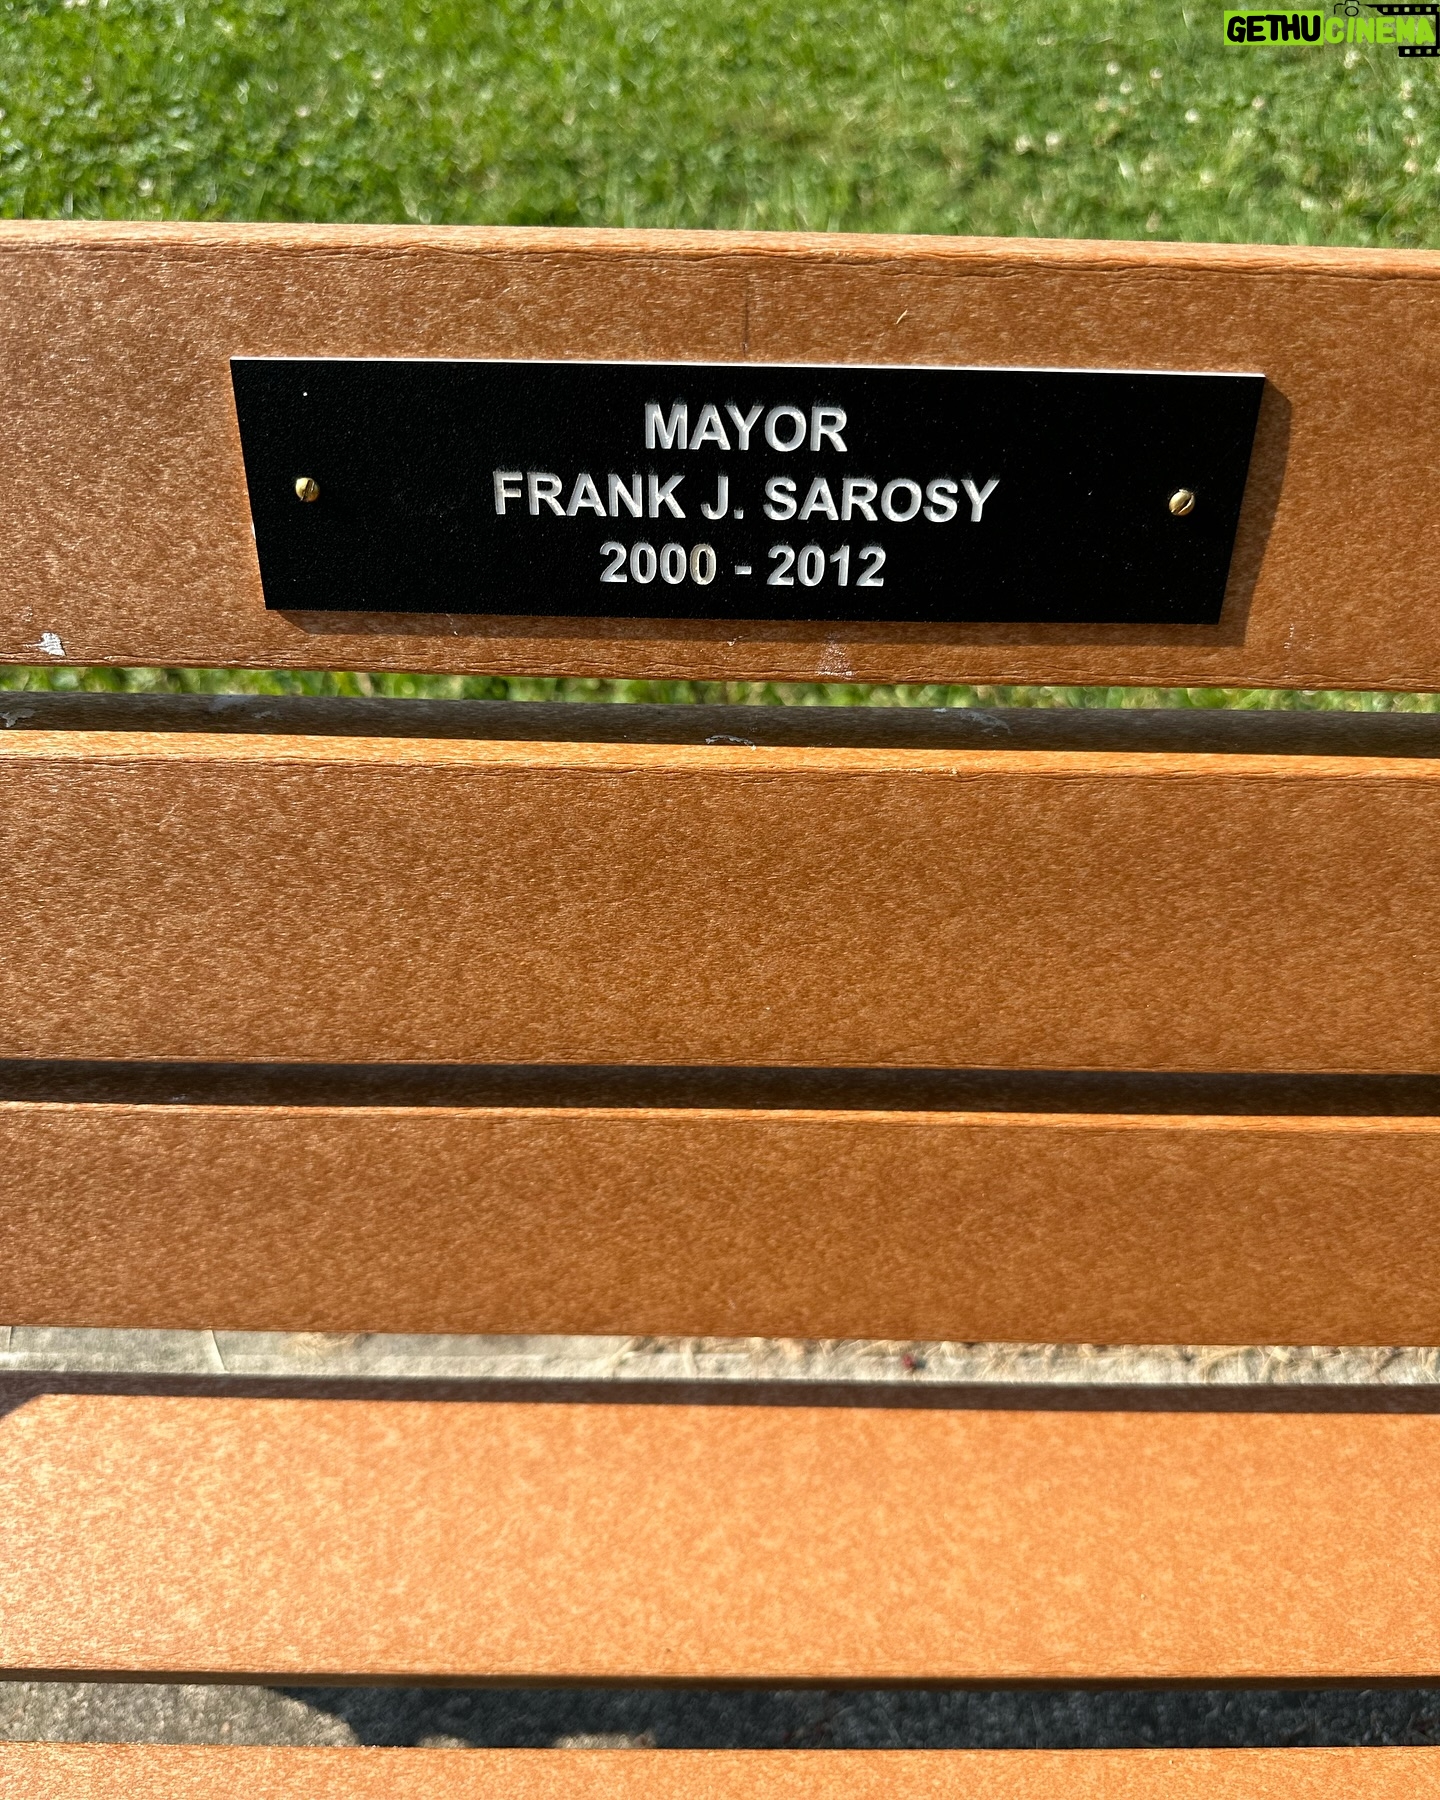 GETHUCINEMA
MAYOR
FRANK J. SAROSY
2000 - 2012